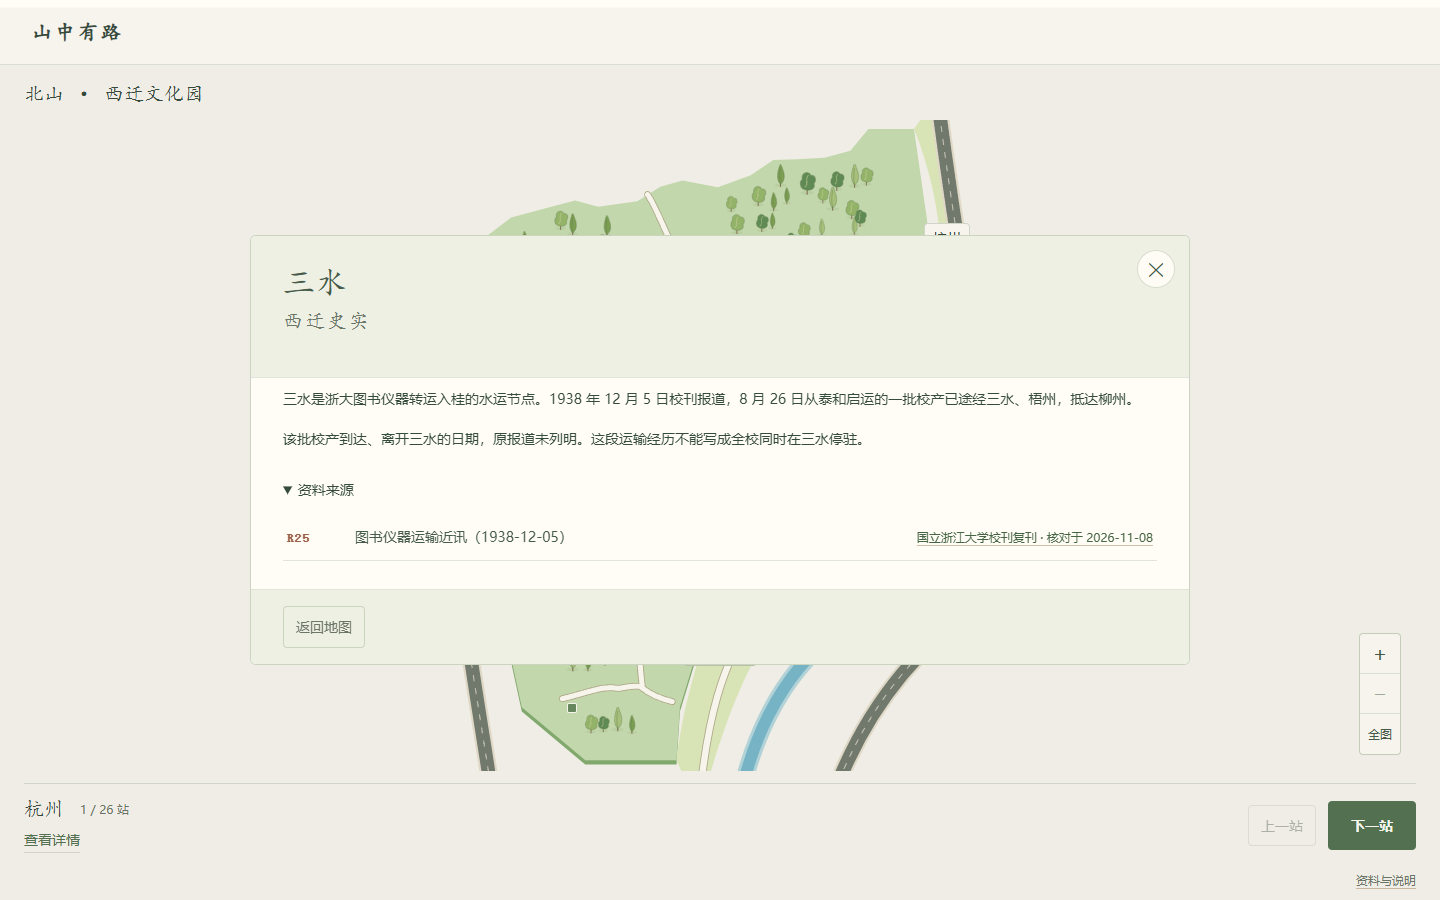 山中有路
北山 • 西迁文化园
三水
西迁史实
三水是浙大图书仪器转运入桂的水运节点。1938 年 12 月 5 日校刊报道，8 月 26 日从泰和启运的一批校产已途经三水、梧州，抵达柳州。
该批校产到达、离开三水的日期，原报道未列明。这段运输经历不能写成全校同时在三水停驻。
▼ 资料来源
R25 图书仪器运输近讯（1938-12-05） 国立浙江大学校刊复刊 · 核对于 2026-11-08
返回地图
+
−
全图
杭州 1 / 26 站
查看详情
上一站 下一站
资料与说明